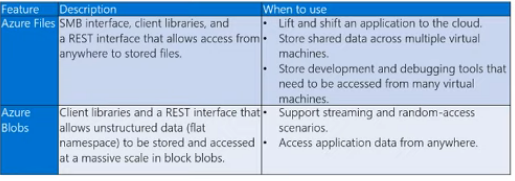 Feature Description When to use
Azure Files
SMB interface, client libraries, and
a REST interface that allows access from
anywhere to stored files.
• Lift and shift an application to the cloud.
• Store shared data across multiple virtual
machines.
• Store development and debugging tools that
need to be accessed from many virtual
machines.
Azure
Blobs
Client libraries and a REST interface that
allows unstructured data (flat
namespace) to be stored and accessed
at a massive scale in block blobs.
• Support streaming and random-access
scenarios.
• Access application data from anywhere.